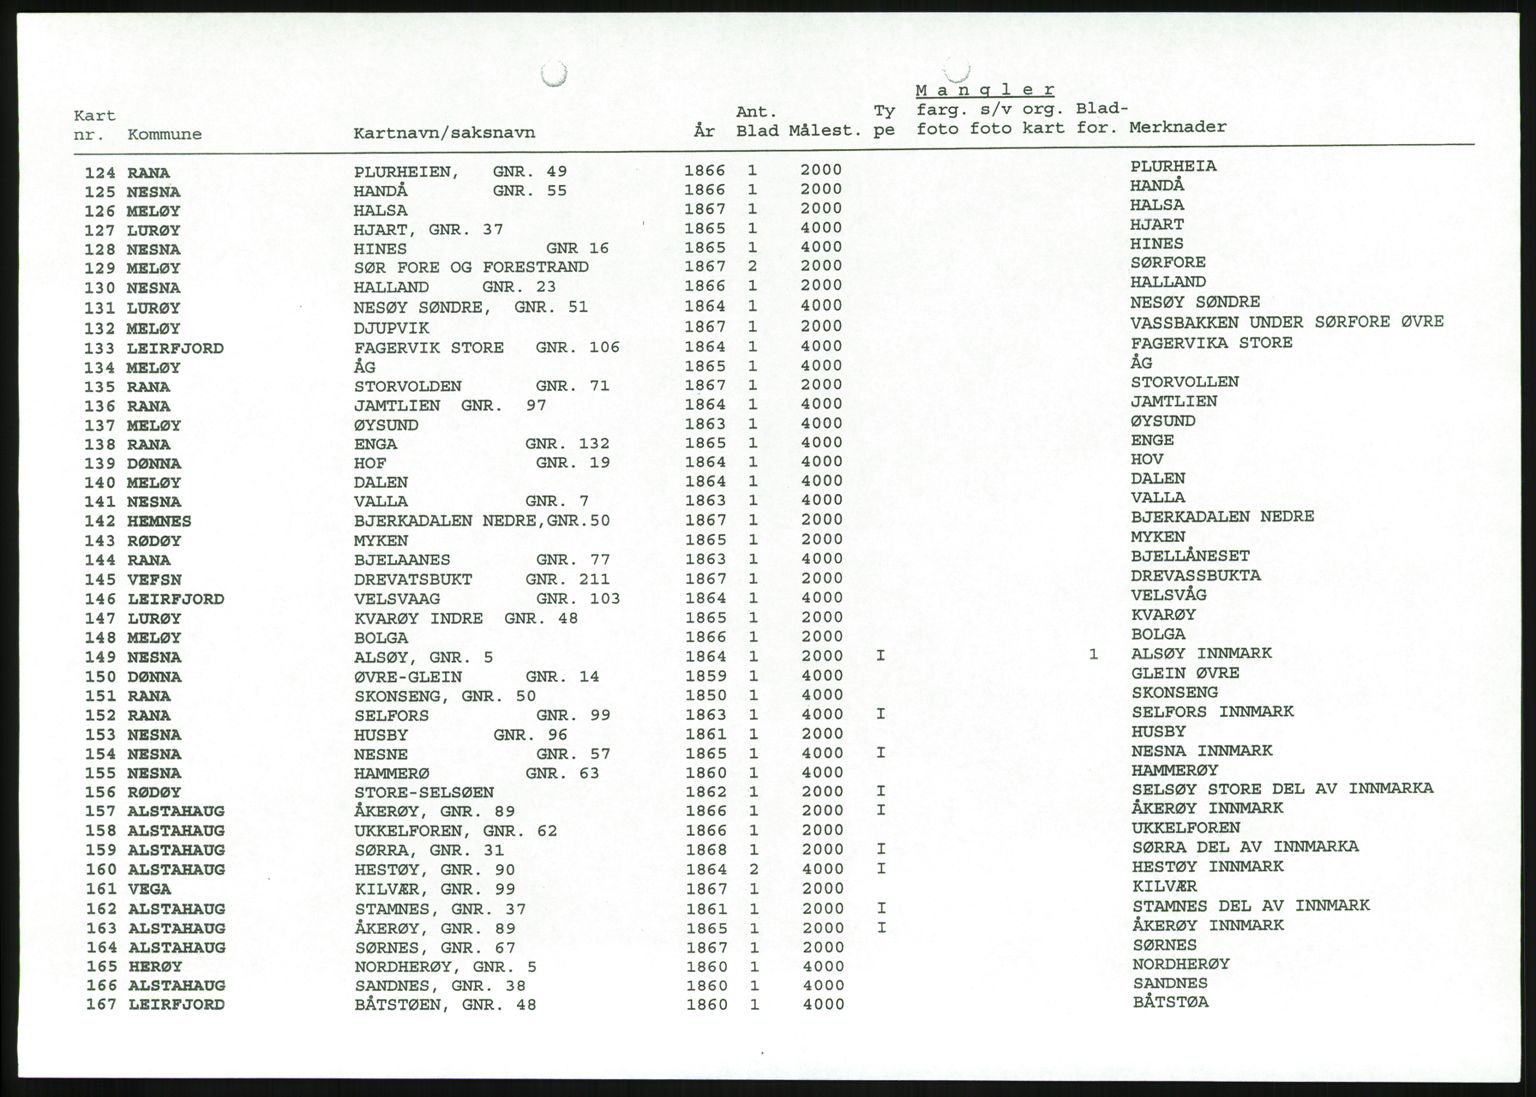 M a n g l e r
Kart Ant. Ty farg. s/v org. Blad-
nr. Kommune Kartnavn/saksnavn År Blad Målest. pe foto foto kart for. Merknader
124 RANA PLURHEIEN, GNR. 49 1866 1 2000 PLURHEIA
125 NESNA HANDÅ GNR. 55 1866 1 2000 HANDÅ
126 MELØY HALSA 1867 1 2000 HALSA
127 LURØY HJART, GNR. 37 1865 1 4000 HJART
128 NESNA HINES GNR 16 1865 1 4000 HINES
129 MELØY SØR FORE OG FORESTRAND 1867 2 2000 SØRFORE
130 NESNA HALLAND GNR. 23 1866 1 2000 HALLAND
131 LURØY NESØY SØNDRE, GNR. 51 1864 1 4000 NESØY SØNDRE
132 MELØY DJUPVIK 1867 1 2000 VASSBAKKEN UNDER SØRFORE ØVRE
133 LEIRFJORD FAGERVIK STORE GNR. 106 1864 1 4000 FAGERVIKA STORE
134 MELØY ÅG 1865 1 4000 ÅG
135 RANA STORVOLDEN GNR. 71 1867 1 2000 STORVOLLEN
136 RANA JAMTLIEN GNR. 97 1864 1 4000 JAMTLIEN
137 MELØY ØYSUND 1863 1 4000 ØYSUND
138 RANA ENGA GNR. 132 1865 1 4000 ENGE
139 DØNNA HOF GNR. 19 1864 1 4000 HOV
140 MELØY DALEN 1864 1 4000 DALEN
141 NESNA VALLA GNR. 7 1863 1 4000 VALLA
142 HEMNES BJERKADALEN NEDRE,GNR.50 1867 1 2000 BJERKADALEN NEDRE
143 RØDØY MYKEN 1865 1 2000 MYKEN
144 RANA BJELAANES GNR. 77 1863 1 4000 BJELLÅNESET
145 VEFSN DREVATSBUKT GNR. 211 1867 1 2000 DREVASSBUKTA
146 LEIRFJORD VELSVAAG GNR. 103 1864 1 4000 VELSVÅG
147 LURØY KVARØY INDRE GNR. 48 1865 1 2000 KVARØY
148 MELØY BOLGA 1866 1 2000 BOLGA
149 NESNA ALSØY, GNR. 5 1864 1 2000 I 1 ALSØY INNMARK
150 DØNNA ØVRE-GLEIN GNR. 14 1859 1 4000 GLEIN ØVRE
151 RANA SKONSENG, GNR. 50 1850 1 4000 SKONSENG
152 RANA SELFORS GNR. 99 1863 1 4000 I SELFORS INNMARK
153 NESNA HUSBY GNR. 96 1861 1 2000 HUSBY
154 NESNA NESNE GNR. 57 1865 1 4000 I NESNA INNMARK
155 NESNA HAMMERØ GNR. 63 1860 1 4000 HAMMERØY
156 RØDØY STORE-SELSØEN 1862 1 2000 I SELSØY STORE DEL AV INNMARKA
157 ALSTAHAUG ÅKERØY, GNR. 89 1866 1 2000 I ÅKERØY INNMARK
158 ALSTAHAUG UKKELFOREN, GNR. 62 1866 1 2000 UKKELFOREN
159 ALSTAHAUG SØRRA, GNR. 31 1868 1 2000 I SØRRA DEL AV INNMARKA
160 ALSTAHAUG HESTØY, GNR. 90 1864 2 4000 I HESTØY INNMARK
161 VEGA KILVÆR, GNR. 99 1867 1 2000 KILVÆR
162 ALSTAHAUG STAMNES, GNR. 37 1861 1 2000 I STAMNES DEL AV INNMARK
163 ALSTAHAUG ÅKERØY, GNR. 89 1865 1 2000 I ÅKERØY INNMARK
164 ALSTAHAUG SØRNES, GNR. 67 1867 1 2000 SØRNES
165 HERØY NORDHERØY, GNR. 5 1860 1 4000 NORDHERØY
166 ALSTAHAUG SANDNES, GNR. 38 1860 1 4000 SANDNES
167 LEIRFJORD BÅTSTØEN, GNR. 48 1860 1 4000 BÅTSTØA